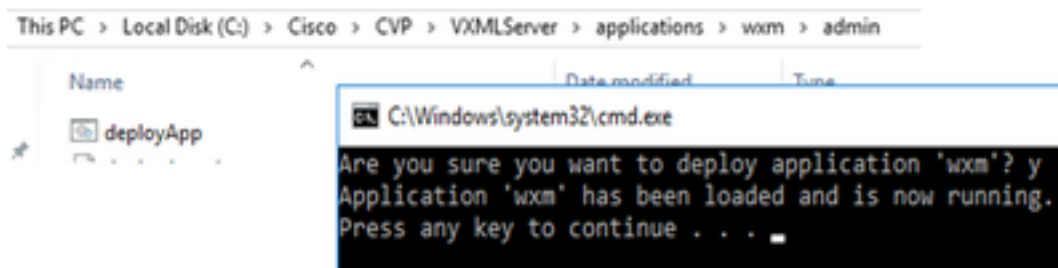 This PC > Local Disk (C:) > Cisco > CVP > VXMLServer > applications > wxm > admin
Name Date modified Type
C:\Windows\system32\cmd.exe
deployApp
Are you sure you want to deploy application 'wxm'? y
Application 'wxm' has been loaded and is now running.
Press any key to continue . . .